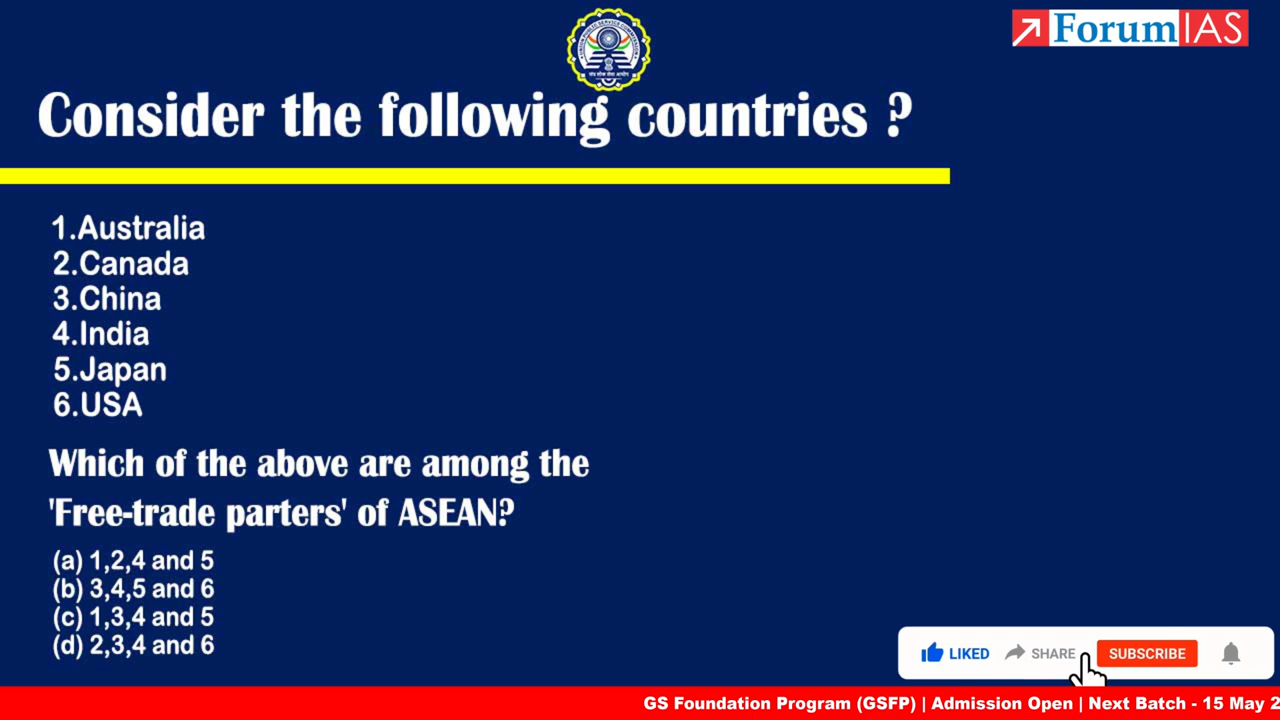 ForumIAS
Consider the following countries ?
1.Australia
2.Canada
3.China
4.India
5.Japan
6.USA
Which of the above are among the
'Free-trade parters' of ASEAN?
(a) 1,2,4 and 5
(b) 3,4,5 and 6
(c) 1,3,4 and 5
(d) 2,3,4 and 6
LIKED SHARE SUBSCRIBE
GS Foundation Program (GSFP) | Admission Open | Next Batch - 15 May 2